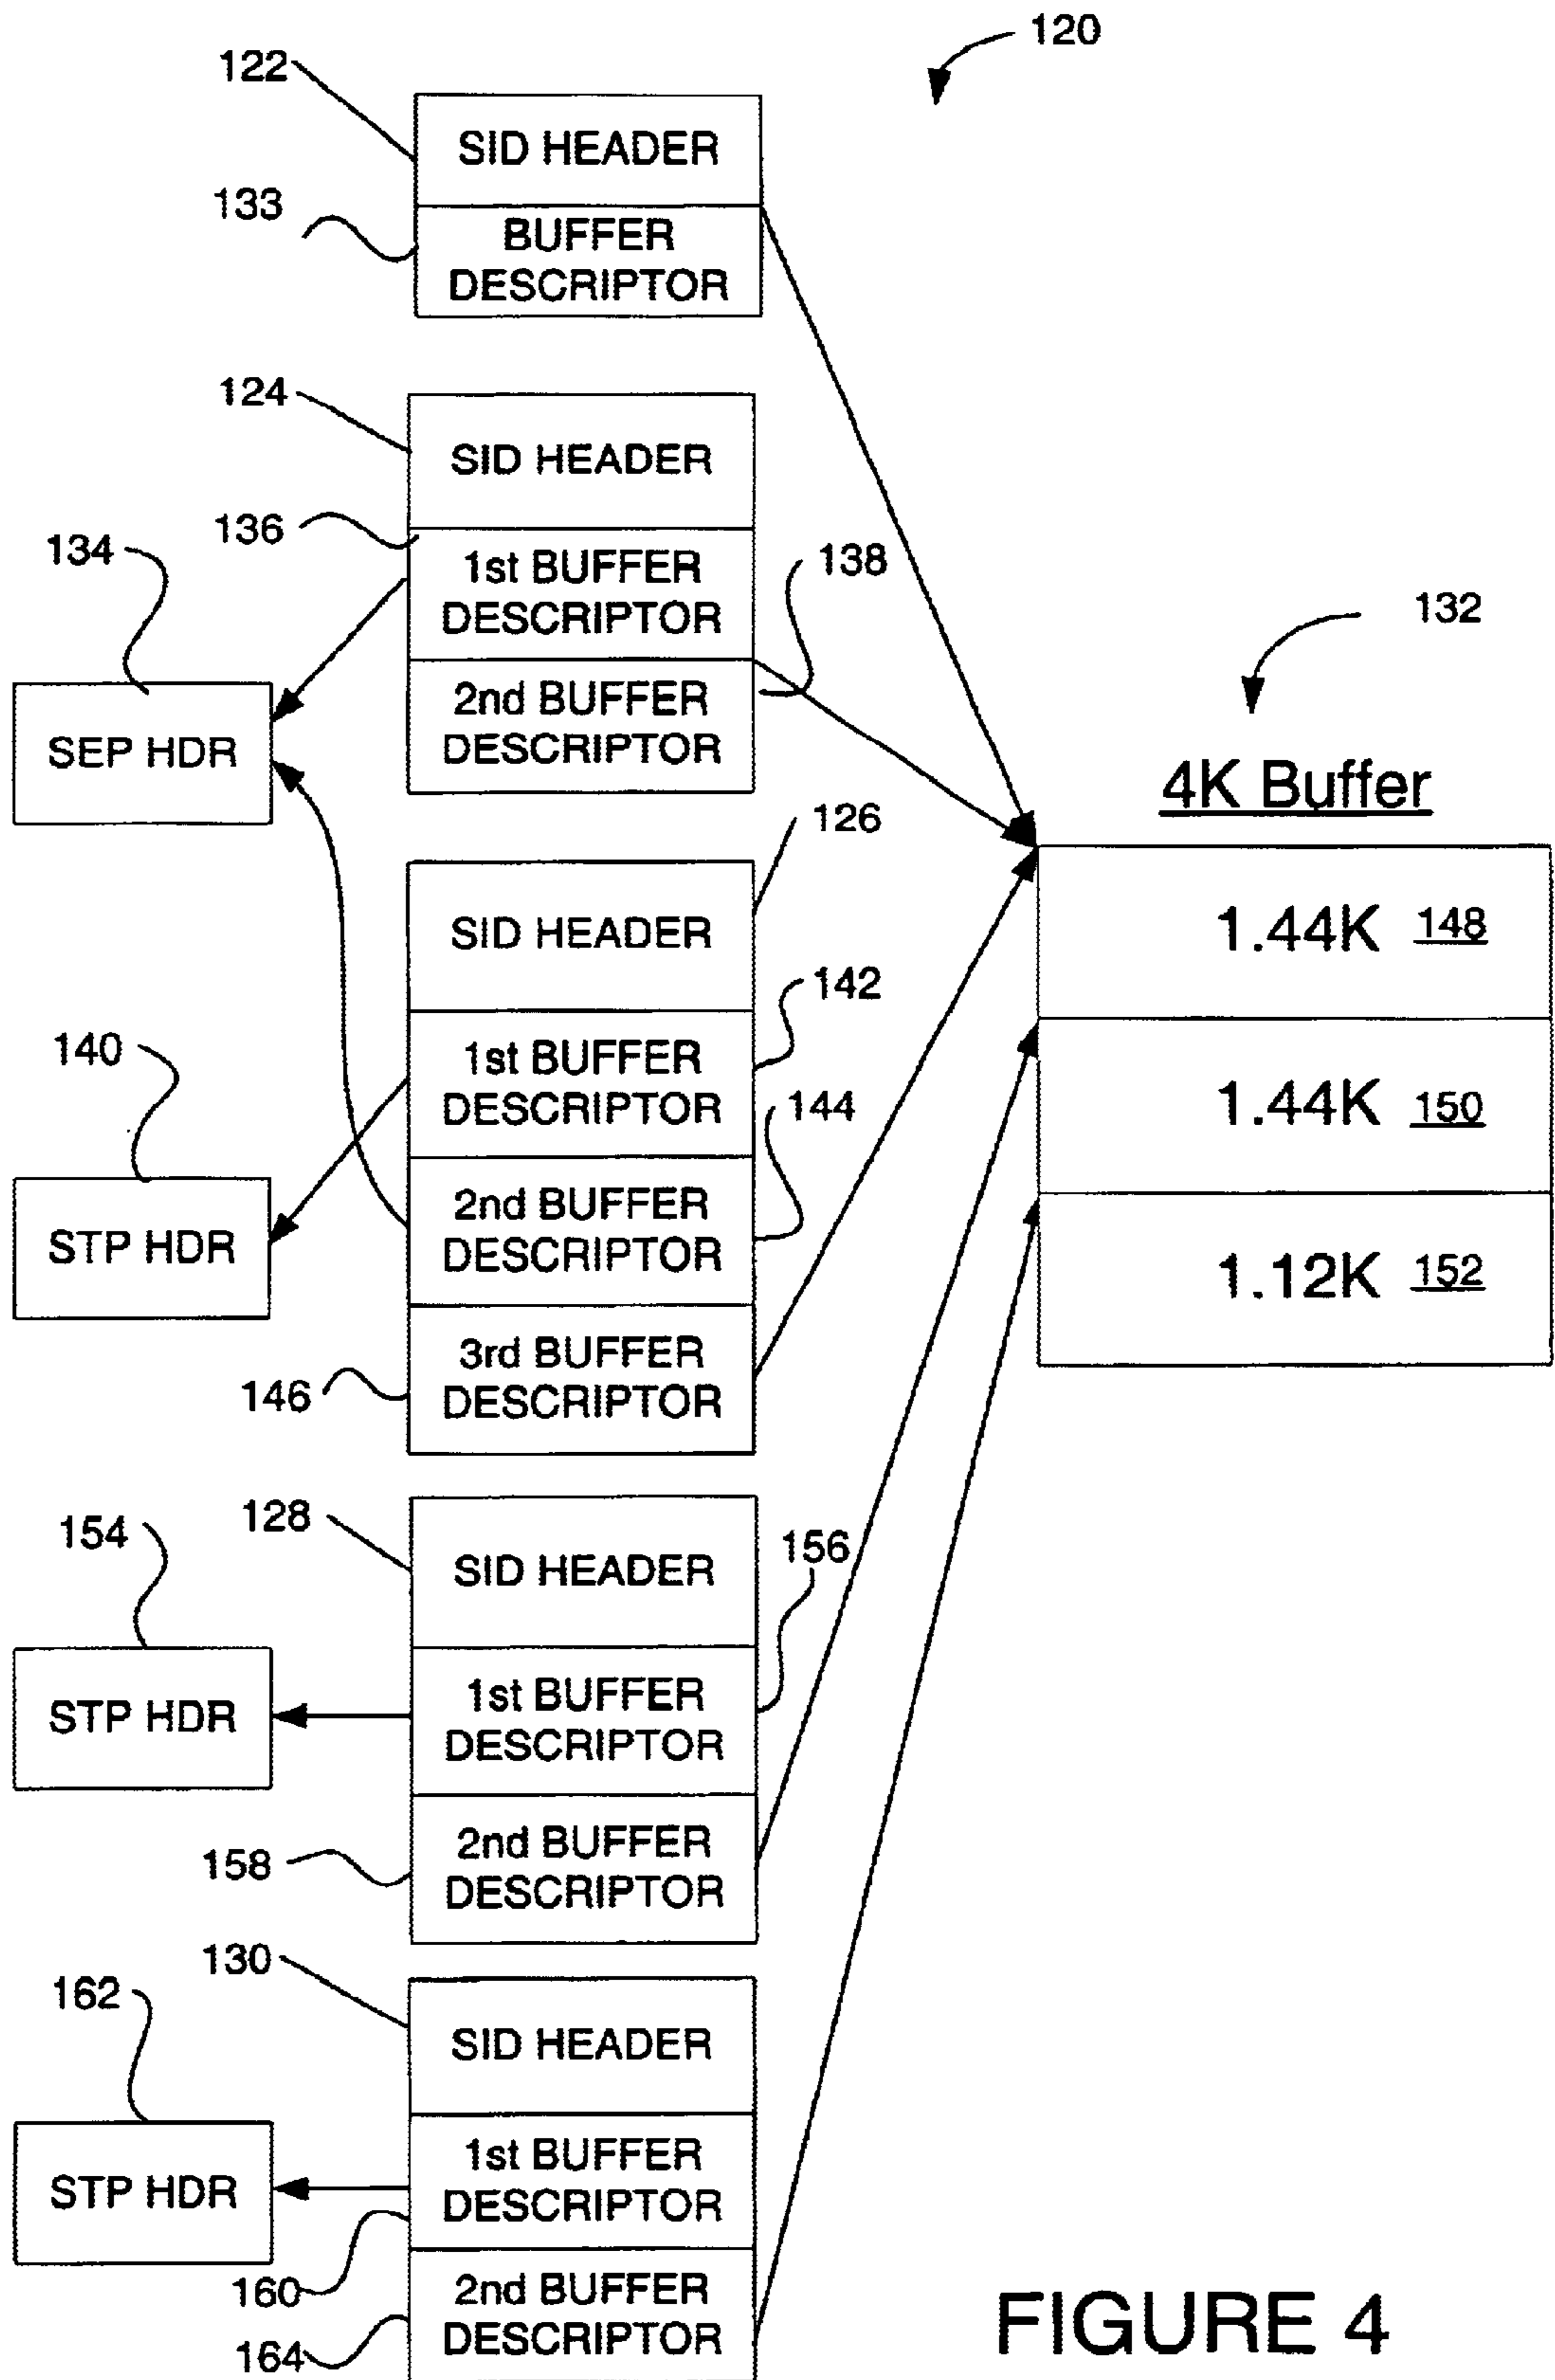 120
122
SID HEADER
133
BUFFER
DESCRIPTOR
124
SID HEADER
136
134
1st BUFFER
DESCRIPTOR
138
132
2nd BUFFER
DESCRIPTOR
SEP HDR
4K Buffer
126
SID HEADER
1.44K 148
142
140
1st BUFFER
DESCRIPTOR
1.44K 150
144
2nd BUFFER
DESCRIPTOR
STP HDR
1.12K 152
3rd BUFFER
DESCRIPTOR
146
128
154
SID HEADER
156
STP HDR
1st BUFFER
DESCRIPTOR
158
2nd BUFFER
DESCRIPTOR
130
162
SID HEADER
STP HDR
1st BUFFER
DESCRIPTOR
160
2nd BUFFER
DESCRIPTOR
164
FIGURE 4